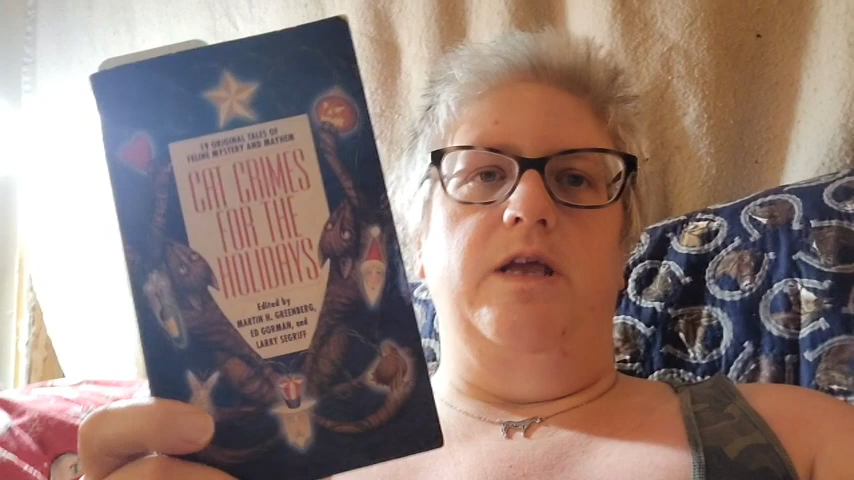 19 ORIGINAL TALES OF
FELINE MYSTERY AND MAYHEM
CAT CRIMES
FOR THE
HOLIDAYS
Edited by
MARTIN H. GREENBERG,
ED GORMAN, and
LARRY SEGRIFF